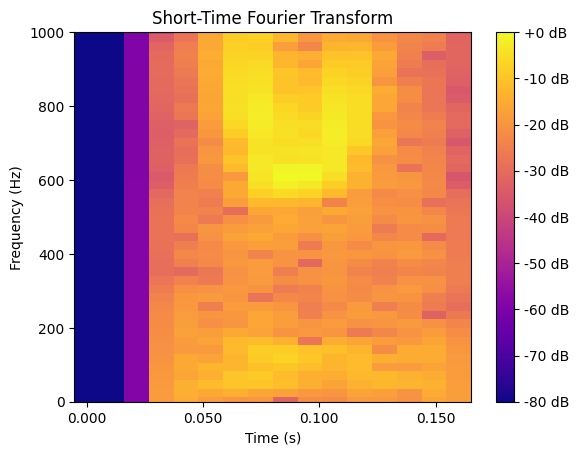 Short-Time Fourier Transform
1000
800
600
400
200
0
Frequency (Hz)
0.000
0.050
0.100
0.150
Time (s)
+0 dB
-10 dB
-20 dB
-30 dB
-40 dB
-50 dB
-60 dB
-70 dB
-80 dB